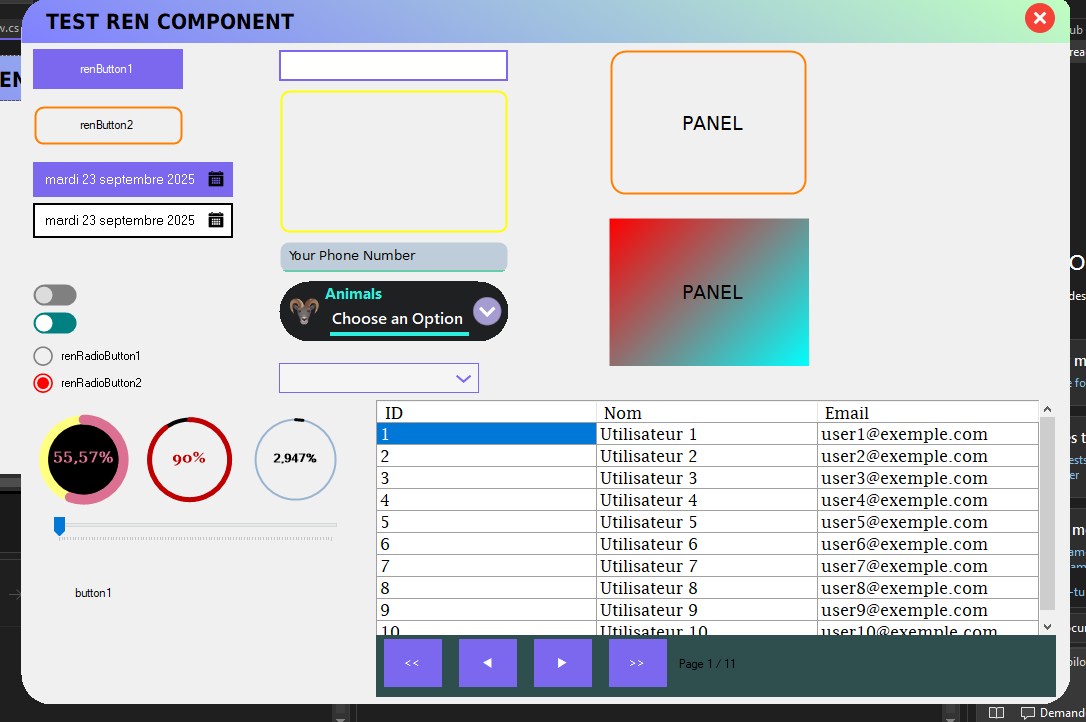 TEST REN COMPONENT
renButton1
renButton2
mardi 23 septembre 2025
mardi 23 septembre 2025
Your Phone Number
Animals
Choose an Option
PANEL
PANEL
renRadioButton1
renRadioButton2
55,57%
90%
2,947%
button1
ID Nom Email
1 Utilisateur 1 user1@exemple.com
2 Utilisateur 2 user2@exemple.com
3 Utilisateur 3 user3@exemple.com
4 Utilisateur 4 user4@exemple.com
5 Utilisateur 5 user5@exemple.com
6 Utilisateur 6 user6@exemple.com
7 Utilisateur 7 user7@exemple.com
8 Utilisateur 8 user8@exemple.com
9 Utilisateur 9 user9@exemple.com
10 Utilisateur 10 user10@exemple.com
<< ◀ ▶ >> Page 1 / 11
Demand